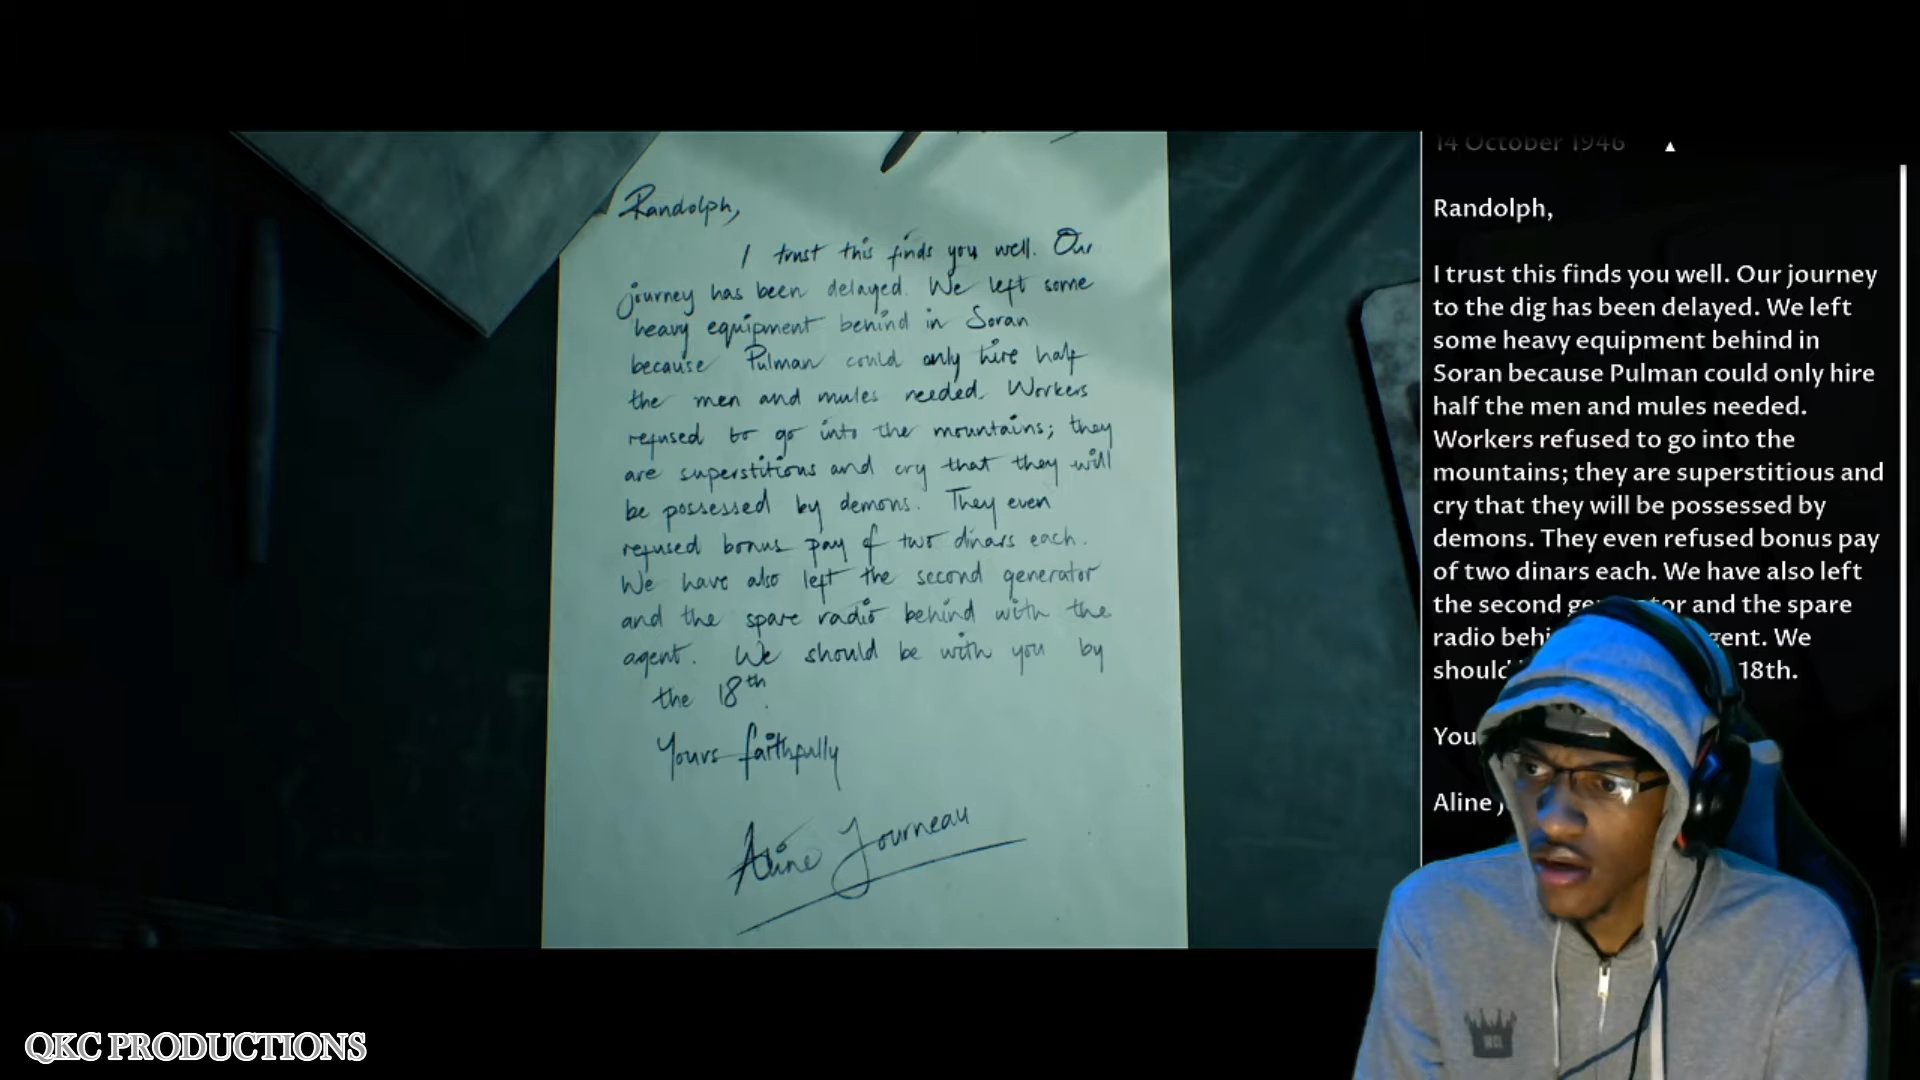 Randolph,
I trust this finds you well. Our
journey has been delayed. We left some
heavy equipment behind in Soran
because Pulman could only hire half
the men and mules needed. Workers
refused to go into the mountains; they
are superstitious and cry that they will
be possessed by demons. They even
refused bonus pay of two dinars each.
We have also left the second generator
and the spare radio behind with the
agent. We should be with you by
the 18th.
Yours faithfully
Aline Journeau
14 October 1946
Randolph,
I trust this finds you well. Our journey
to the dig has been delayed. We left
some heavy equipment behind in
Soran because Pulman could only hire
half the men and mules needed.
Workers refused to go into the
mountains; they are superstitious and
cry that they will be possessed by
demons. They even refused bonus pay
of two dinars each. We have also left
the second and the spare
radio We
18th.
Aline
QKC PRODUCTIONS